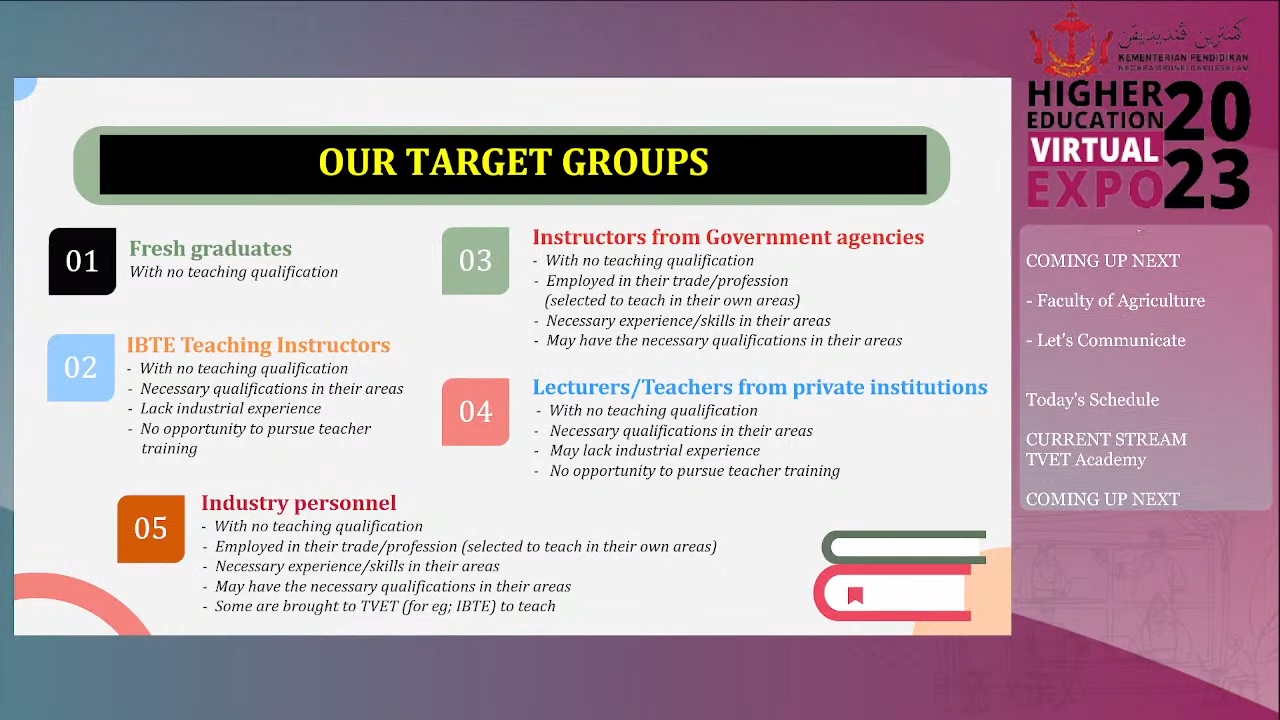 OUR TARGET GROUPS
01
Fresh graduates
With no teaching qualification
02
IBTE Teaching Instructors
- With no teaching qualification
- Necessary qualifications in their areas
- Lack industrial experience
- No opportunity to pursue teacher
training
03
Instructors from Government agencies
- With no teaching qualification
- Employed in their trade/profession
(selected to teach in their own areas)
- Necessary experience/skills in their areas
- May have the necessary qualifications in their areas
04
Lecturers/Teachers from private institutions
- With no teaching qualification
- Necessary qualifications in their areas
- May lack industrial experience
- No opportunity to pursue teacher training
05
Industry personnel
- With no teaching qualification
- Employed in their trade/profession (selected to teach in their own areas)
- Necessary experience/skills in their areas
- May have the necessary qualifications in their areas
- Some are brought to TVET (for eg; IBTE) to teach
كمنترين ڤنديديقن
KEMENTERIAN PENDIDIKAN
NEGARA BRUNEI DARUSSALAM
HIGHER
EDUCATION
VIRTUAL
EXPO
20
23
COMING UP NEXT
- Faculty of Agriculture
- Let's Communicate
Today's Schedule
CURRENT STREAM
TVET Academy
COMING UP NEXT